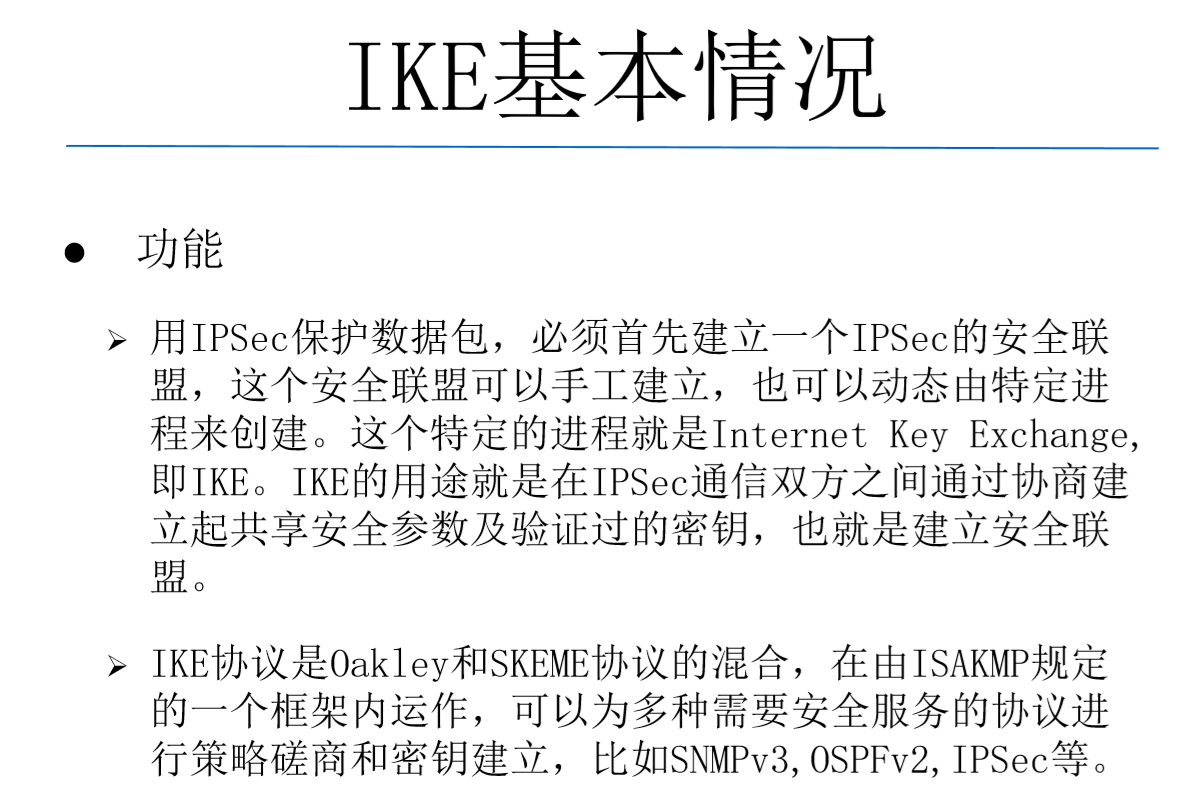 IKE基本情况
● 功能
➢ 用IPSec保护数据包，必须首先建立一个IPSec的安全联
盟，这个安全联盟可以手工建立，也可以动态由特定进
程来创建。这个特定的进程就是Internet Key Exchange,
即IKE。IKE的用途就是在IPSec通信双方之间通过协商建
立起共享安全参数及验证过的密钥，也就是建立安全联
盟。
➢ IKE协议是Oakley和SKEME协议的混合，在由ISAKMP规定
的一个框架内运作，可以为多种需要安全服务的协议进
行策略磋商和密钥建立，比如SNMPv3,OSPFv2,IPSec等。